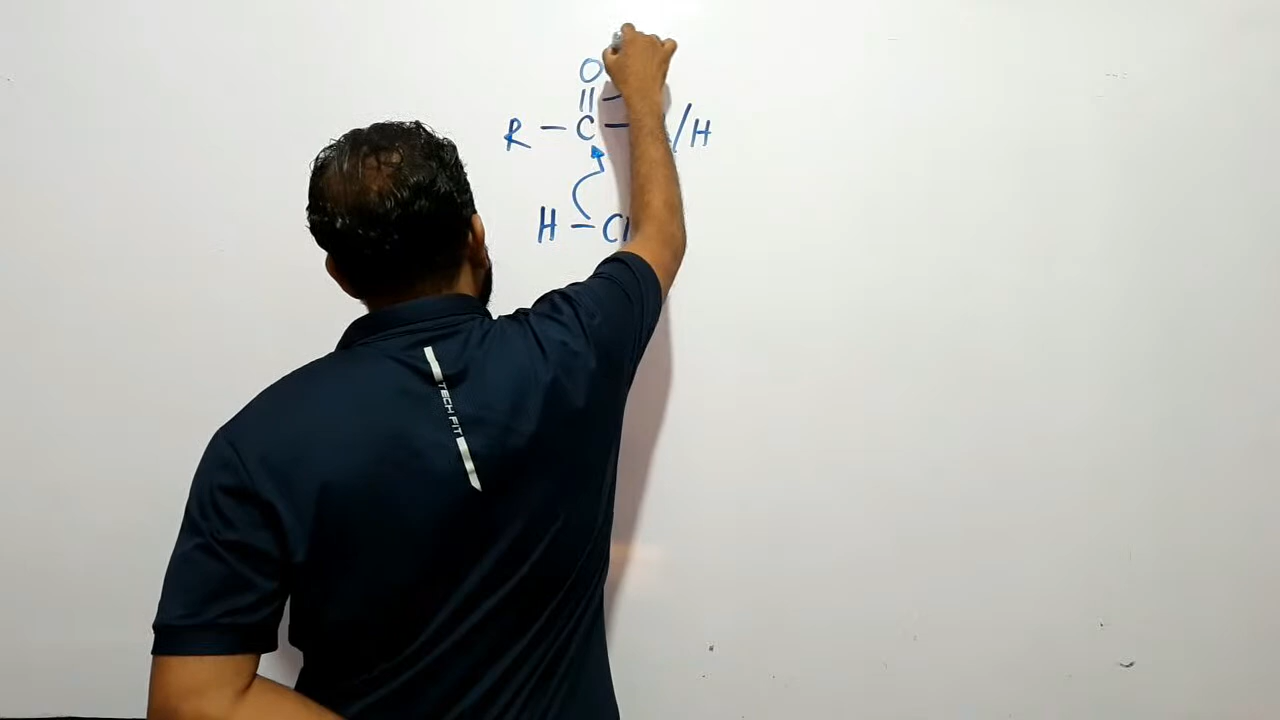 O
||
R — C — /H
H — Cl
TECH FIT